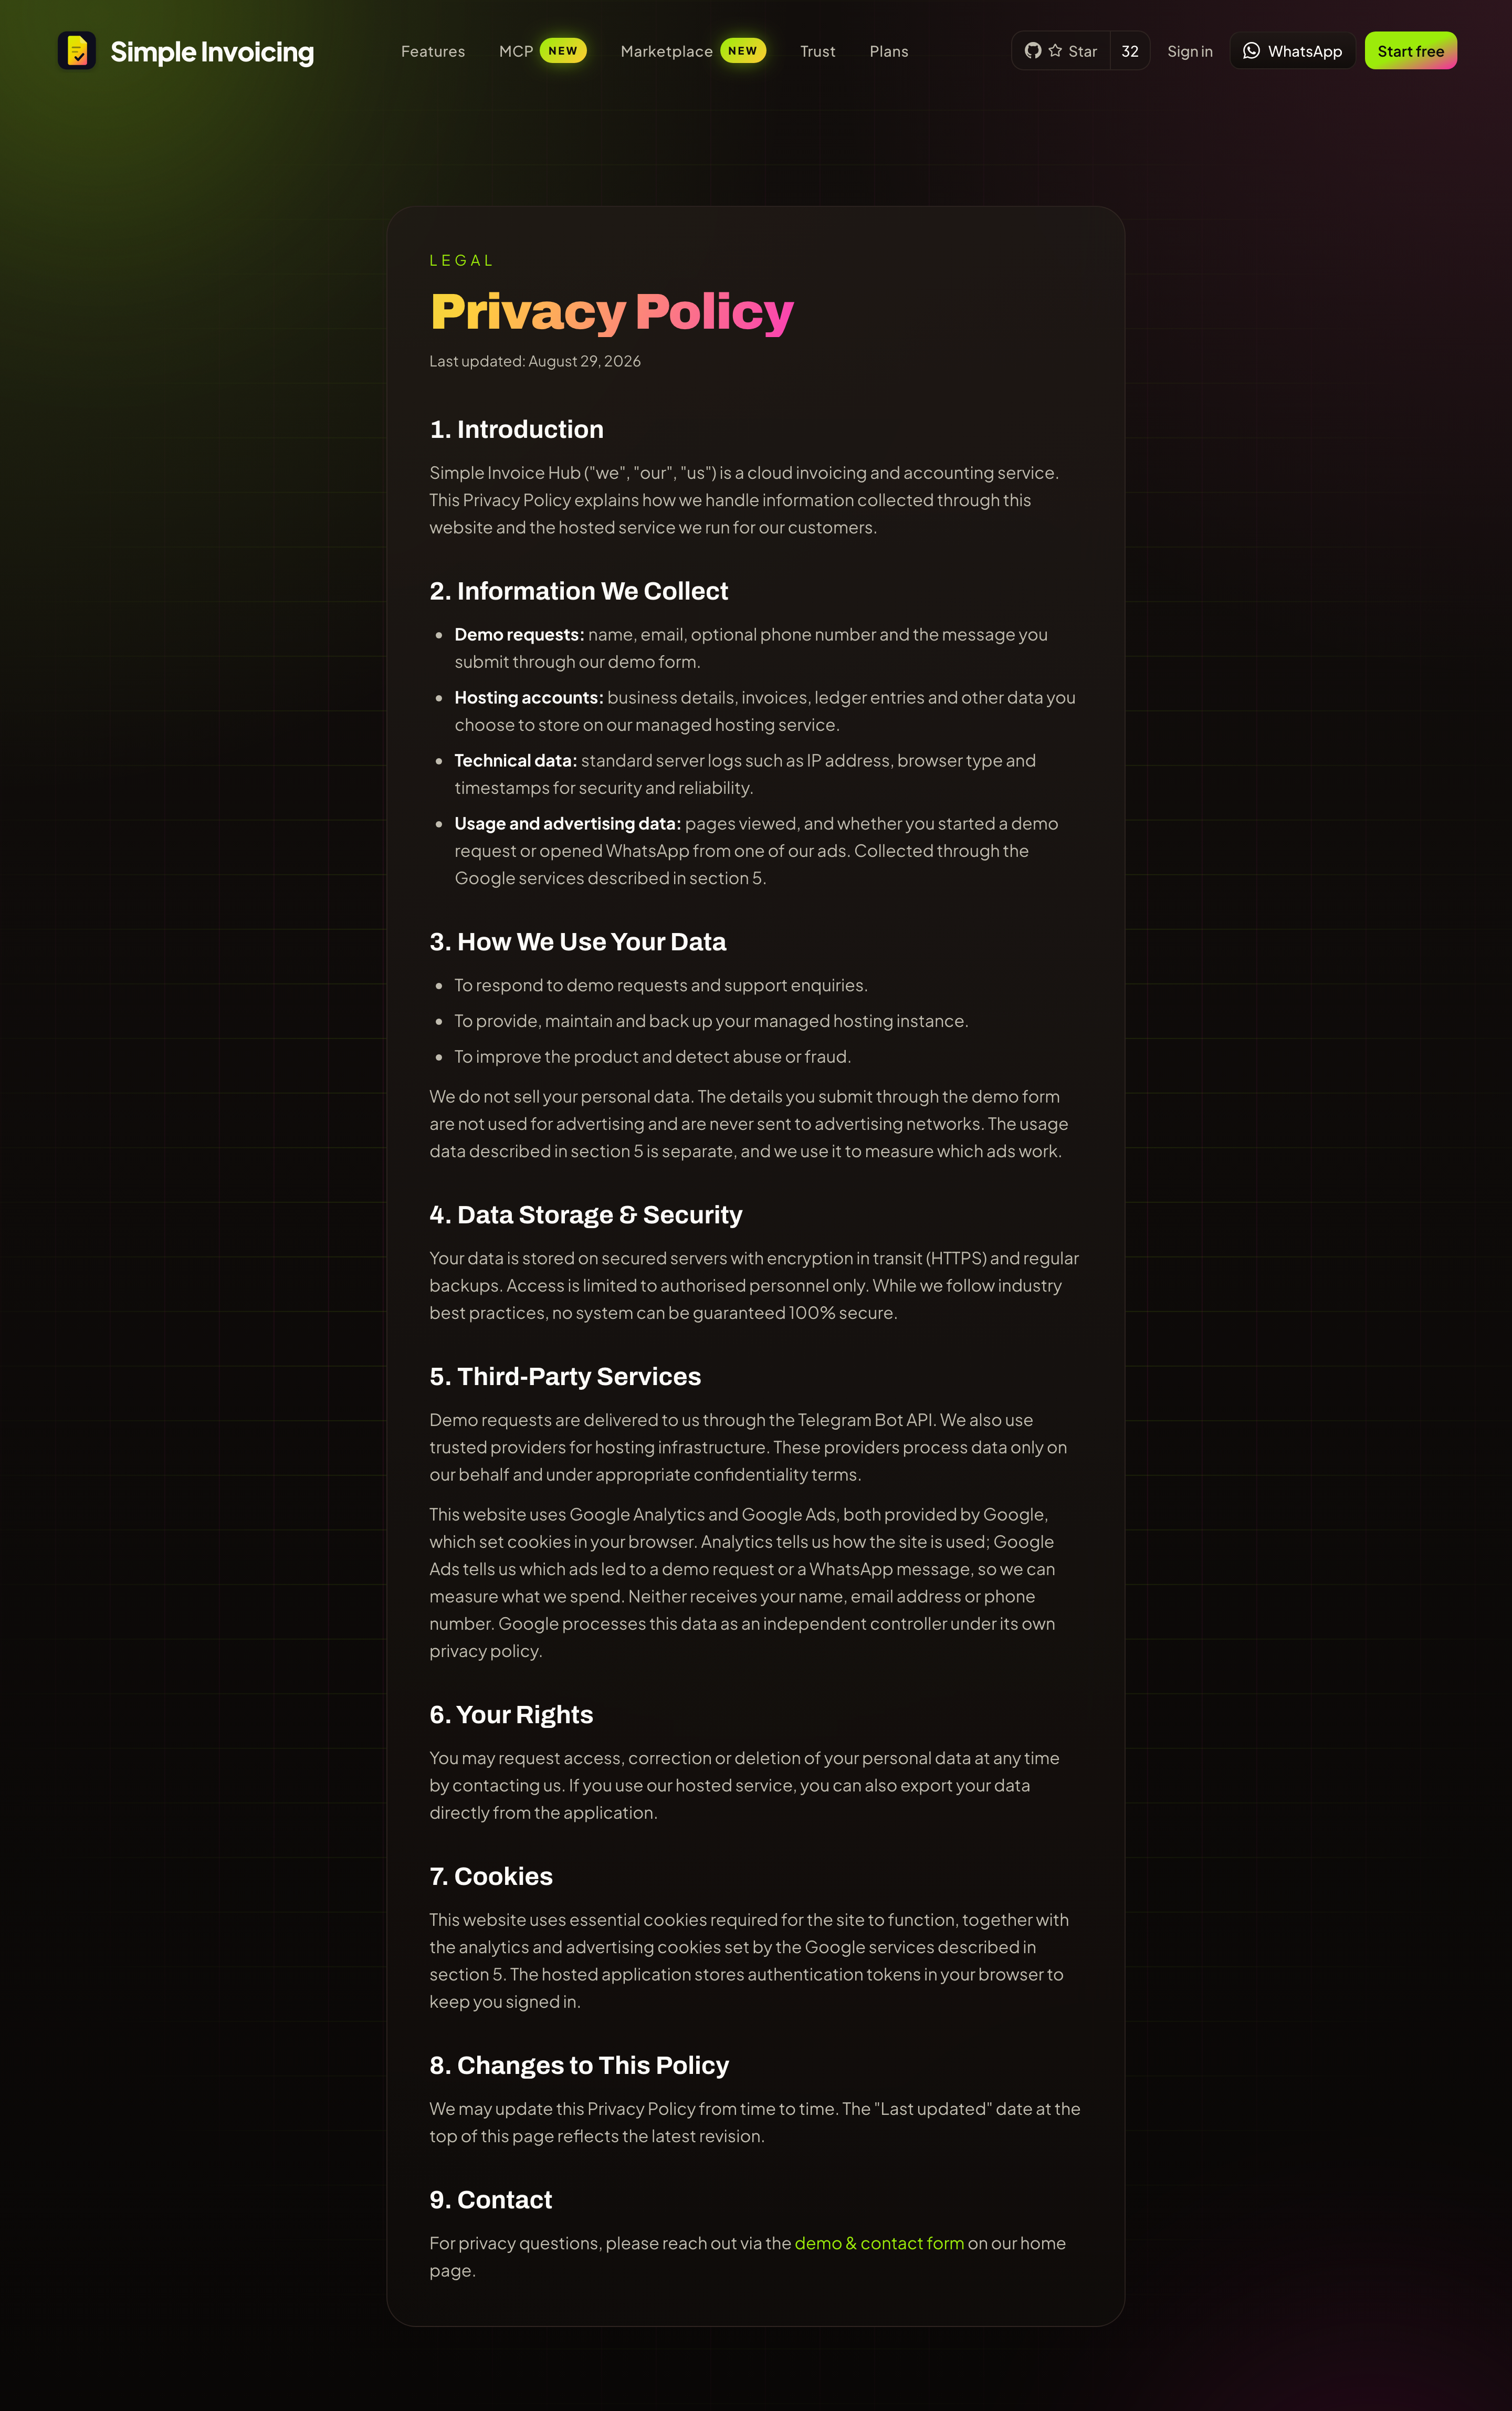 Simple Invoicing
Features
MCP NEW
Marketplace NEW
Trust
Plans
Star 32
Sign in
WhatsApp
Start free
LEGAL
Privacy Policy
Last updated: August 29, 2026
1. Introduction
Simple Invoice Hub ("we", "our", "us") is a cloud invoicing and accounting service.
This Privacy Policy explains how we handle information collected through this
website and the hosted service we run for our customers.
2. Information We Collect
• Demo requests: name, email, optional phone number and the message you
submit through our demo form.
• Hosting accounts: business details, invoices, ledger entries and other data you
choose to store on our managed hosting service.
• Technical data: standard server logs such as IP address, browser type and
timestamps for security and reliability.
• Usage and advertising data: pages viewed, and whether you started a demo
request or opened WhatsApp from one of our ads. Collected through the
Google services described in section 5.
3. How We Use Your Data
• To respond to demo requests and support enquiries.
• To provide, maintain and back up your managed hosting instance.
• To improve the product and detect abuse or fraud.
We do not sell your personal data. The details you submit through the demo form
are not used for advertising and are never sent to advertising networks. The usage
data described in section 5 is separate, and we use it to measure which ads work.
4. Data Storage & Security
Your data is stored on secured servers with encryption in transit (HTTPS) and regular
backups. Access is limited to authorised personnel only. While we follow industry
best practices, no system can be guaranteed 100% secure.
5. Third-Party Services
Demo requests are delivered to us through the Telegram Bot API. We also use
trusted providers for hosting infrastructure. These providers process data only on
our behalf and under appropriate confidentiality terms.
This website uses Google Analytics and Google Ads, both provided by Google,
which set cookies in your browser. Analytics tells us how the site is used; Google
Ads tells us which ads led to a demo request or a WhatsApp message, so we can
measure what we spend. Neither receives your name, email address or phone
number. Google processes this data as an independent controller under its own
privacy policy.
6. Your Rights
You may request access, correction or deletion of your personal data at any time
by contacting us. If you use our hosted service, you can also export your data
directly from the application.
7. Cookies
This website uses essential cookies required for the site to function, together with
the analytics and advertising cookies set by the Google services described in
section 5. The hosted application stores authentication tokens in your browser to
keep you signed in.
8. Changes to This Policy
We may update this Privacy Policy from time to time. The "Last updated" date at the
top of this page reflects the latest revision.
9. Contact
For privacy questions, please reach out via the demo & contact form on our home
page.